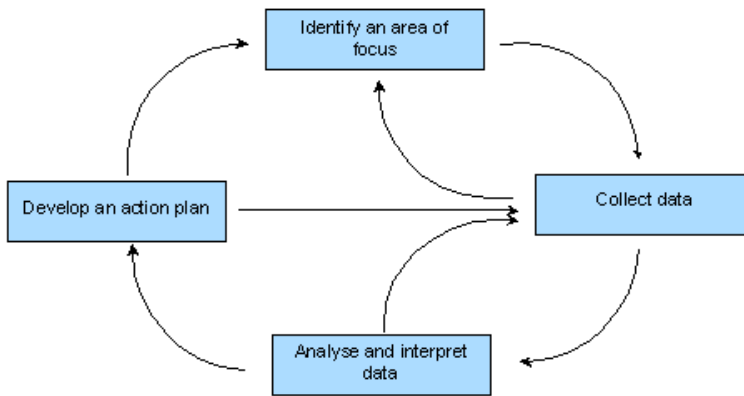 Identify an area of
focus
Develop an action plan
Collect data
Analyse and interpret
data